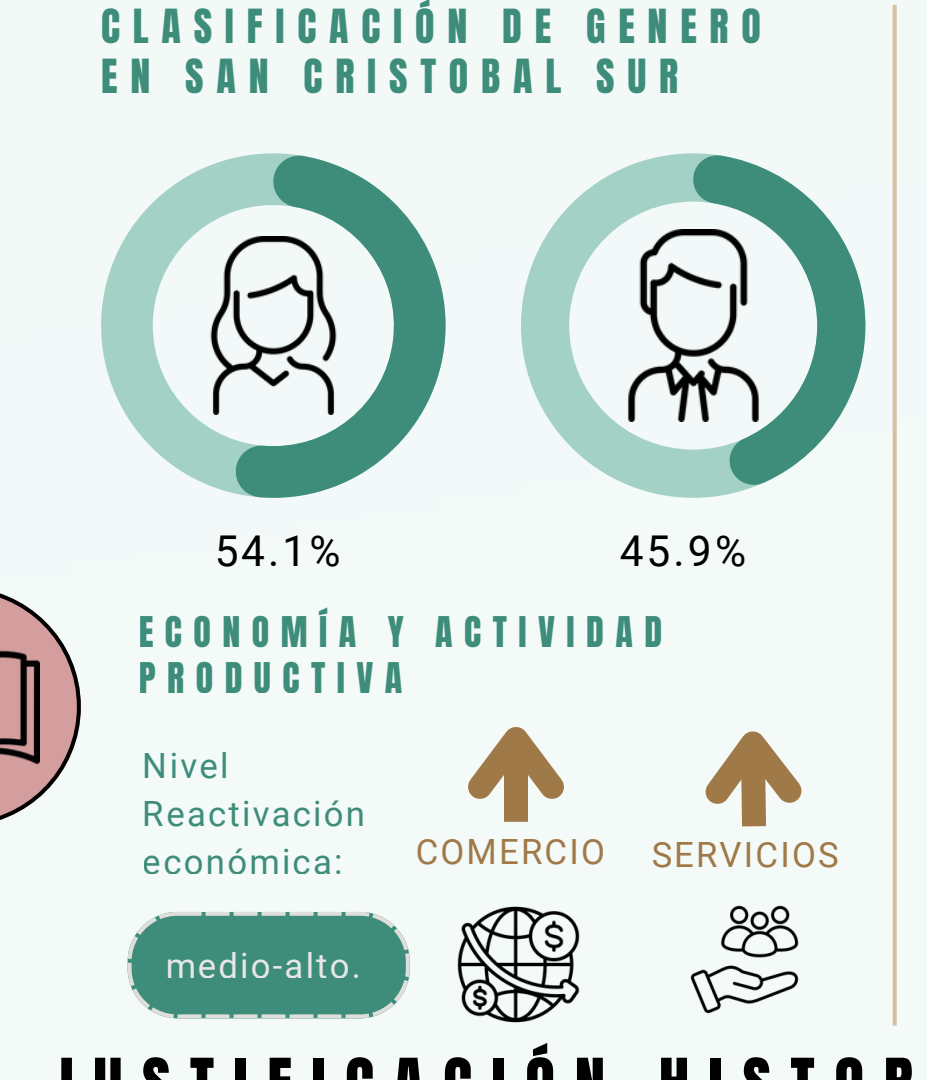 CLASIFICACIÓN DE GENERO
EN SAN CRISTOBAL SUR
54.1%
45.9%
ECONOMÍA Y ACTIVIDAD
PRODUCTIVA
Nivel
Reactivación
económica:
medio-alto.
COMERCIO
SERVICIOS
$
$
JUSTIFICACIÓN